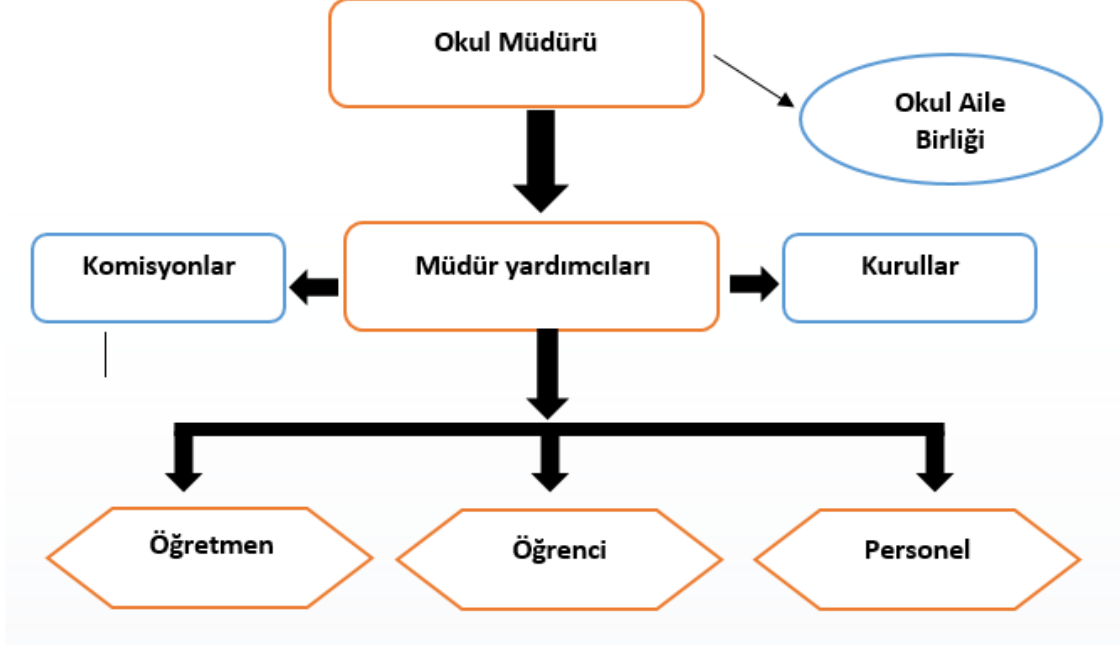 Okul Müdürü
Okul Aile
Birliği
Komisyonlar
Müdür yardımcıları
Kurullar
Öğretmen
Öğrenci
Personel